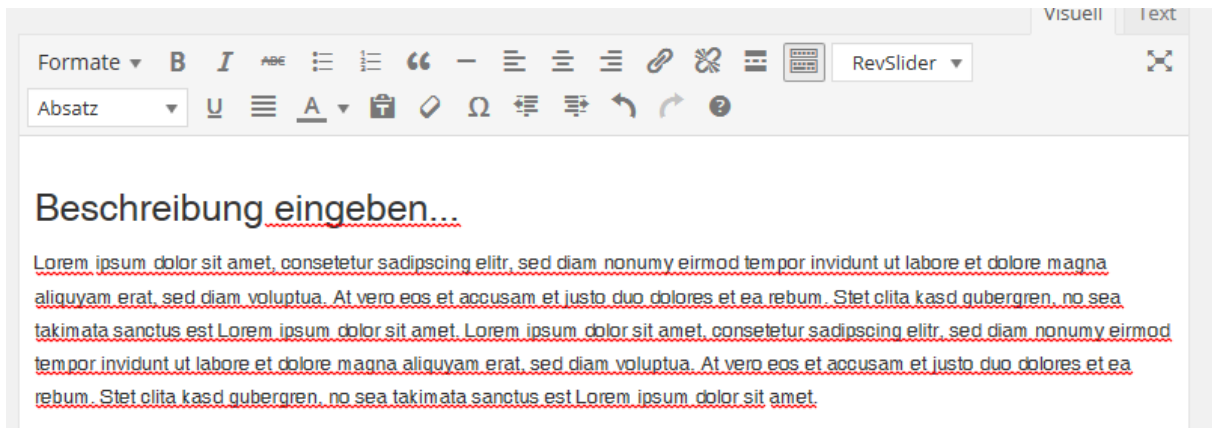 Visuell Text
Formate B I ABC RevSlider
Absatz U A T Ω ?
Beschreibung eingeben...
Lorem ipsum dolor sit amet, consetetur sadipscing elitr, sed diam nonumy eirmod tempor invidunt ut labore et dolore magna
aliquyam erat, sed diam voluptua. At vero eos et accusam et justo duo dolores et ea rebum. Stet clita kasd gubergren, no sea
takimata sanctus est Lorem ipsum dolor sit amet. Lorem ipsum dolor sit amet, consetetur sadipscing elitr, sed diam nonumy eirmod
tempor invidunt ut labore et dolore magna aliquyam erat, sed diam voluptua. At vero eos et accusam et justo duo dolores et ea
rebum. Stet clita kasd gubergren, no sea takimata sanctus est Lorem ipsum dolor sit amet.